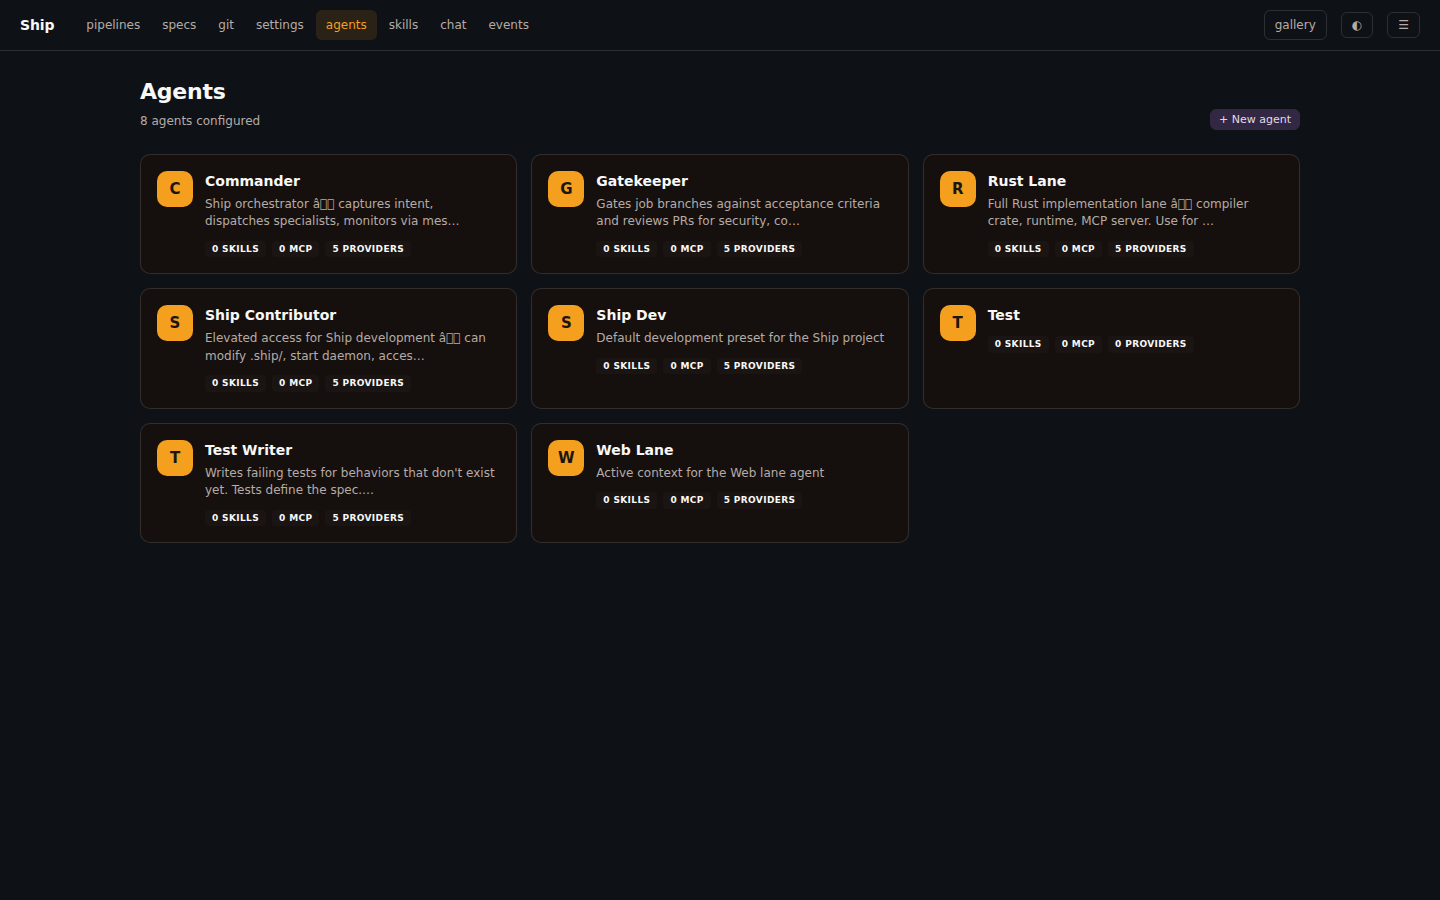 Ship pipelines specs git settings agents skills chat events gallery ◐ ☰
Agents
8 agents configured
+ New agent
C Commander
Ship orchestrator â captures intent,
dispatches specialists, monitors via mes…
0 SKILLS 0 MCP 5 PROVIDERS
G Gatekeeper
Gates job branches against acceptance criteria
and reviews PRs for security, co…
0 SKILLS 0 MCP 5 PROVIDERS
R Rust Lane
Full Rust implementation lane â compiler
crate, runtime, MCP server. Use for …
0 SKILLS 0 MCP 5 PROVIDERS
S Ship Contributor
Elevated access for Ship development â can
modify .ship/, start daemon, acces…
0 SKILLS 0 MCP 5 PROVIDERS
S Ship Dev
Default development preset for the Ship project
0 SKILLS 0 MCP 5 PROVIDERS
T Test
0 SKILLS 0 MCP 0 PROVIDERS
T Test Writer
Writes failing tests for behaviors that don't exist
yet. Tests define the spec.…
0 SKILLS 0 MCP 5 PROVIDERS
W Web Lane
Active context for the Web lane agent
0 SKILLS 0 MCP 5 PROVIDERS